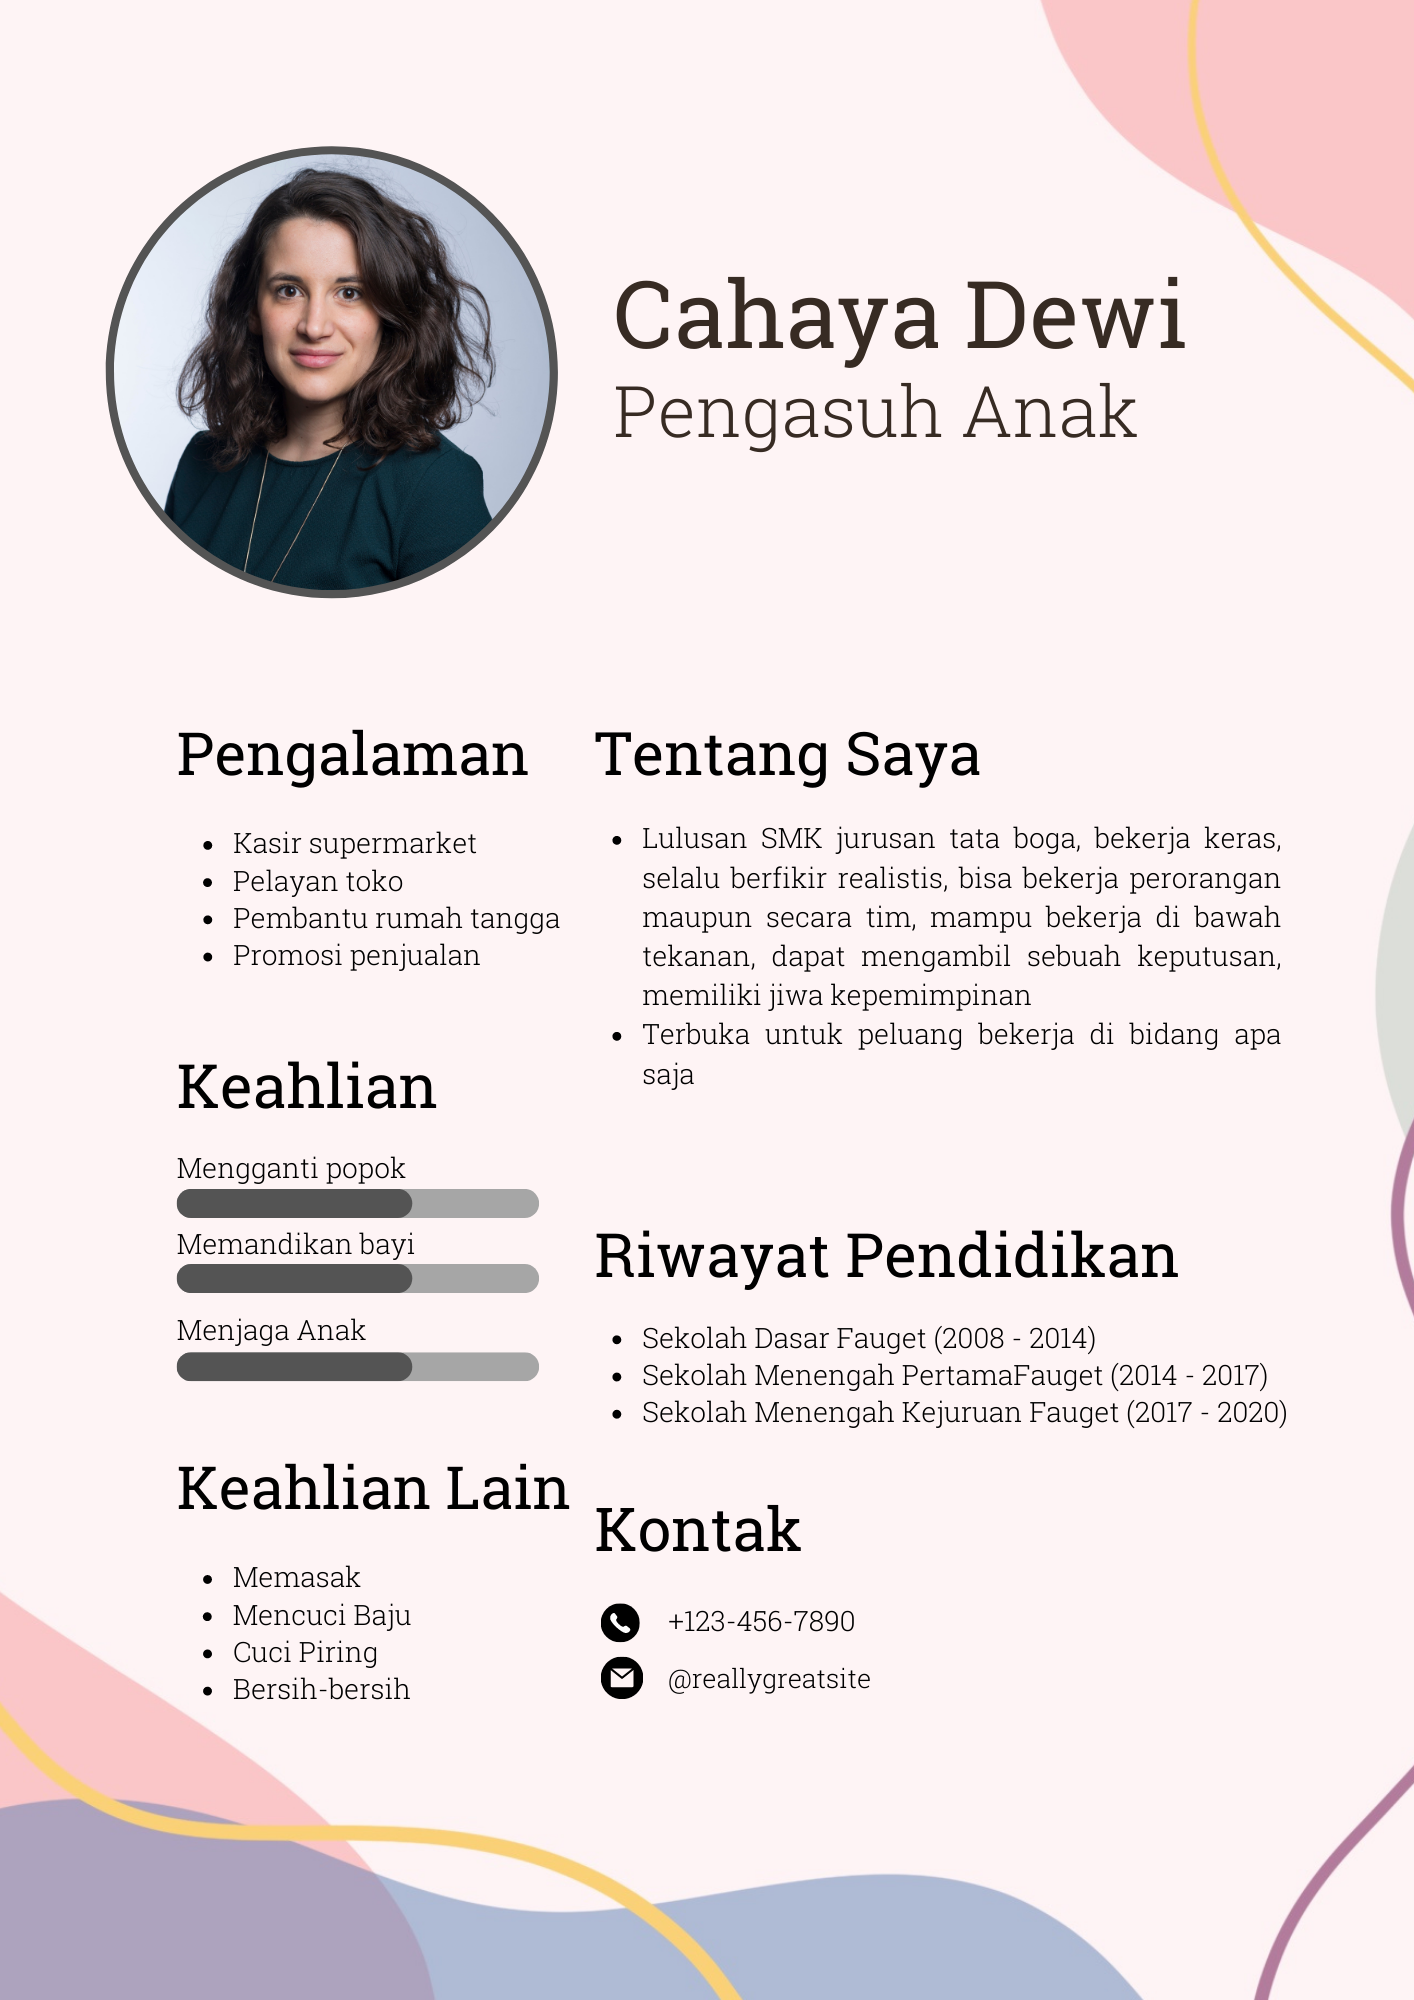 Cahaya Dewi
Pengasuh Anak
Pengalaman
Kasir supermarket
Pelayan toko
Pembantu rumah tangga
Promosi penjualan
Keahlian
Mengganti popok
Memandikan bayi
Menjaga Anak
Keahlian Lain
Memasak
Mencuci Baju
Cuci Piring
Bersih-bersih
Tentang Saya
Lulusan SMK jurusan tata boga, bekerja keras,
selalu berfikir realistis, bisa bekerja perorangan
maupun secara tim, mampu bekerja di bawah
tekanan, dapat mengambil sebuah keputusan,
memiliki jiwa kepemimpinan
Terbuka untuk peluang bekerja di bidang apa
saja
Riwayat Pendidikan
Sekolah Dasar Fauget (2008 - 2014)
Sekolah Menengah PertamaFauget (2014 - 2017)
Sekolah Menengah Kejuruan Fauget (2017 - 2020)
Kontak
+123-456-7890
@reallygreatsite